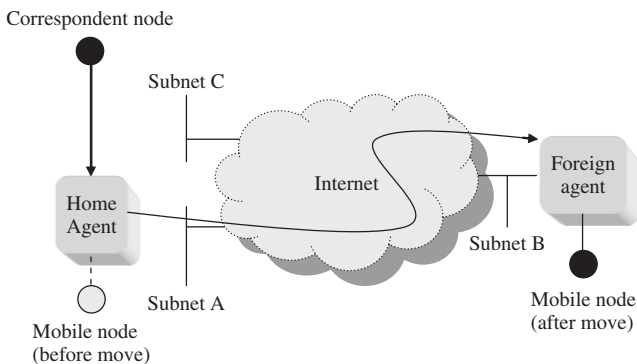 Correspondent node
Subnet C
Internet
Foreign
agent
Home
Agent
Subnet B
Subnet A
Mobile node
(after move)
Mobile node
(before move)